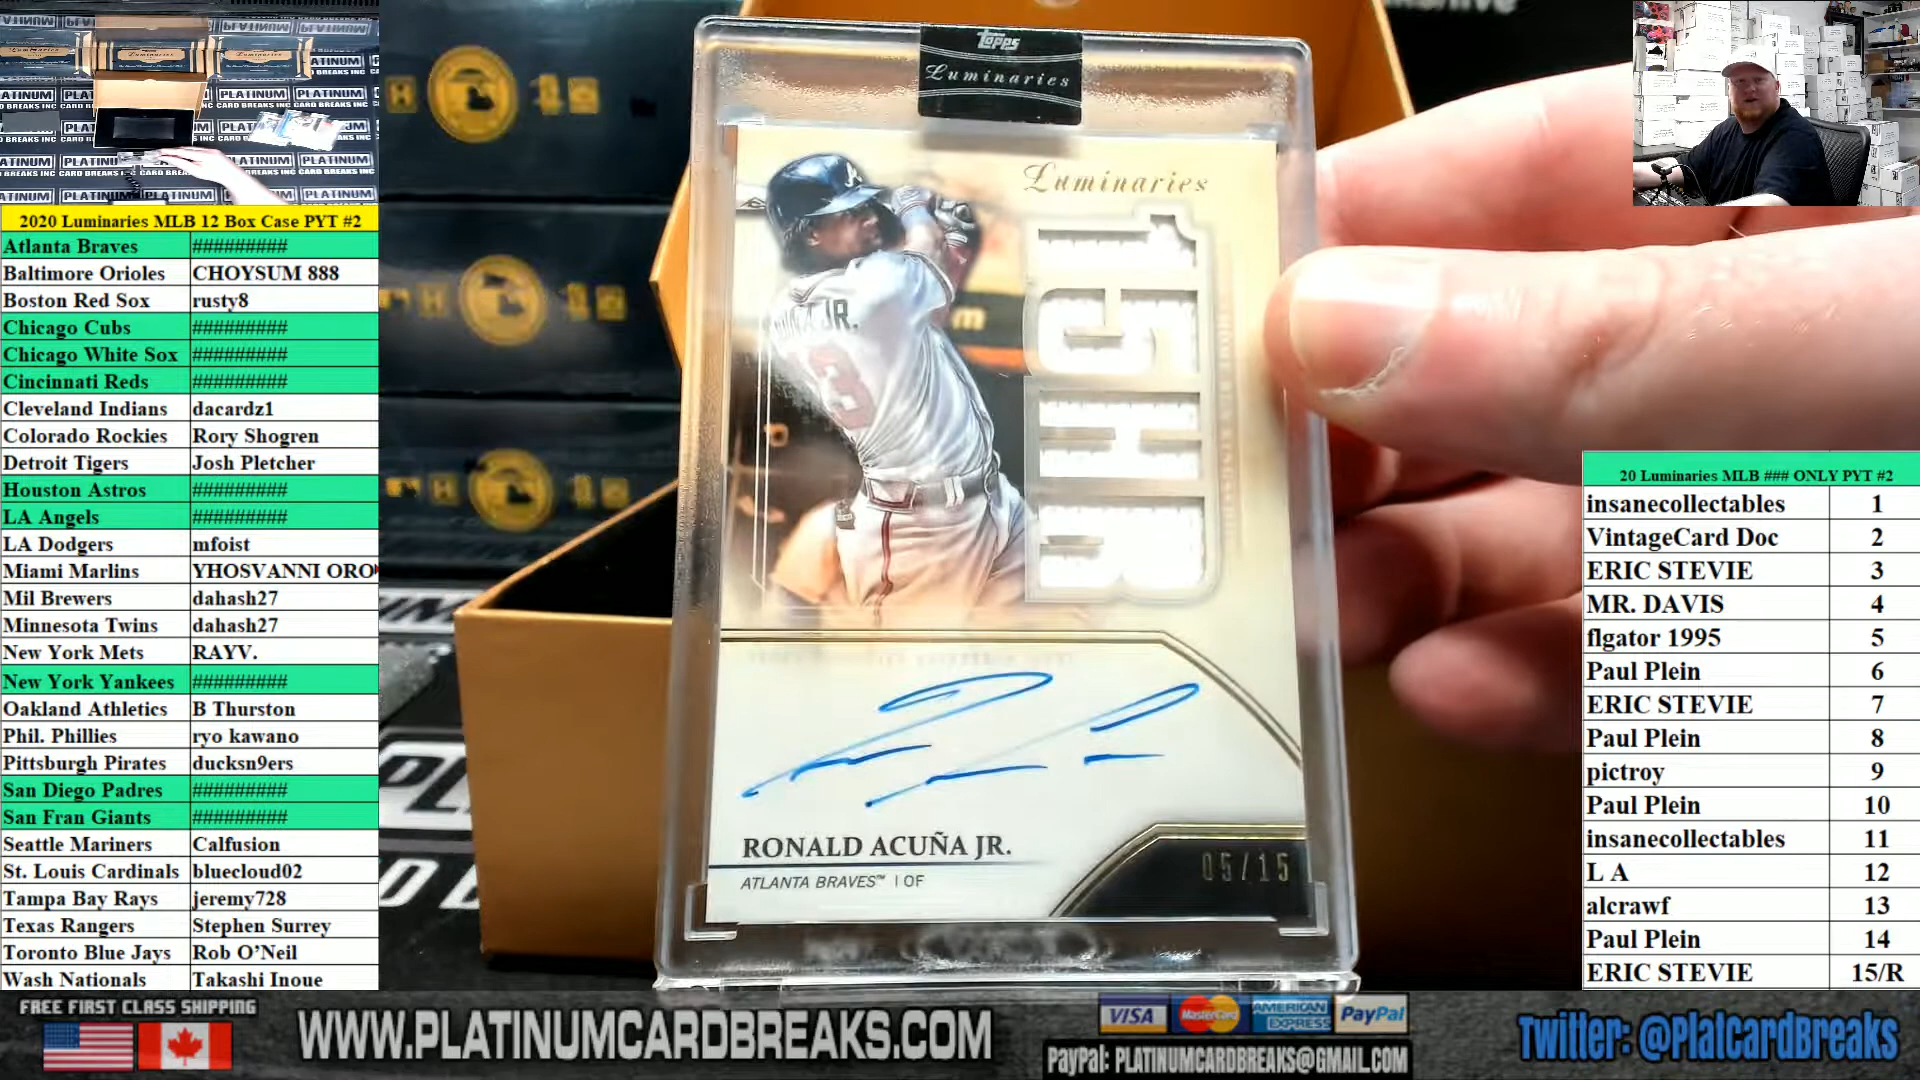 2020 Luminaries MLB 12 Box Case PYT #2
Atlanta Braves #########
Baltimore Orioles CHOYSUM 888
Boston Red Sox rusty8
Chicago Cubs #########
Chicago White Sox #########
Cincinnati Reds #########
Cleveland Indians dacardz1
Colorado Rockies Rory Shogren
Detroit Tigers Josh Pletcher
Houston Astros #########
LA Angels #########
LA Dodgers mfoist
Miami Marlins YHOSVANNI ORO
Mil Brewers dahash27
Minnesota Twins dahash27
New York Mets RAYV.
New York Yankees #########
Oakland Athletics B Thurston
Phil. Phillies ryo kawano
Pittsburgh Pirates ducksn9ers
San Diego Padres #########
San Fran Giants #########
Seattle Mariners Calfusion
St. Louis Cardinals bluecloud02
Tampa Bay Rays jeremy728
Texas Rangers Stephen Surrey
Toronto Blue Jays Rob O'Neil
Wash Nationals Takashi Inoue
Topps
Luminaries
Luminaries
15HR
RONALD ACUÑA JR.
ATLANTA BRAVES™ | OF
05/15
20 Luminaries MLB ### ONLY PYT #2
insanecollectables 1
VintageCard Doc 2
ERIC STEVIE 3
MR. DAVIS 4
flgator 1995 5
Paul Plein 6
ERIC STEVIE 7
Paul Plein 8
pictroy 9
Paul Plein 10
insanecollectables 11
L A 12
alcrawf 13
Paul Plein 14
ERIC STEVIE 15/R
FREE FIRST CLASS SHIPPING
WWW.PLATINUMCARDBREAKS.COM
VISA MasterCard AMERICAN EXPRESS PayPal
PayPal: PLATINUMCARDBREAKS@GMAIL.COM
Twitter: @PlatCardBreaks